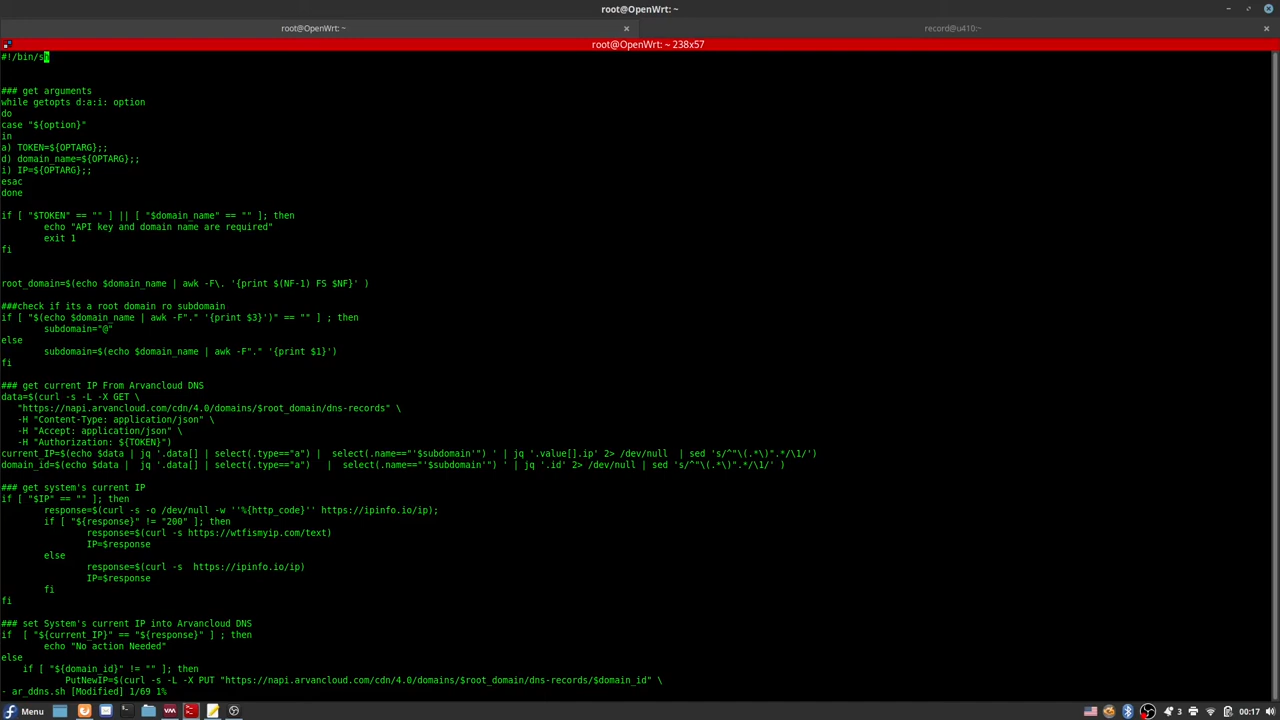 root@OpenWrt: ~
root@OpenWrt: ~
record@u410:~
root@OpenWrt: ~ 238x57
#!/bin/sh
### get arguments
while getopts d:a:i: option
do
case "${option}"
in
a) TOKEN=${OPTARG};;
d) domain_name=${OPTARG};;
i) IP=${OPTARG};;
esac
done
if [ "$TOKEN" == "" ] || [ "$domain_name" == "" ]; then
        echo "API key and domain name are required"
        exit 1
fi
root_domain=$(echo $domain_name | awk -F\. '{print $(NF-1) FS $NF}' )
###check if its a root domain ro subdomain
if [ "$(echo $domain_name | awk -F"." '{print $3}')" == "" ] ; then
        subdomain="@"
else
        subdomain=$(echo $domain_name | awk -F"." '{print $1}')
fi
### get current IP From Arvancloud DNS
data=$(curl -s -L -X GET \
   "https://napi.arvancloud.com/cdn/4.0/domains/$root_domain/dns-records" \
   -H "Content-Type: application/json" \
   -H "Accept: application/json" \
   -H "Authorization: ${TOKEN}")
current_IP=$(echo $data | jq '.data[] | select(.type=="a") |  select(.name=="'$subdomain'") ' | jq '.value[].ip' 2> /dev/null  | sed 's/^"\(.*\)".*/\1/')
domain_id=$(echo $data |  jq '.data[] | select(.type=="a")   |  select(.name=="'$subdomain'") ' | jq '.id' 2> /dev/null | sed 's/^"\(.*\)".*/\1/' )
### get system's current IP
if [ "$IP" == "" ]; then
        response=$(curl -s -o /dev/null -w ''%{http_code}'' https://ipinfo.io/ip);
        if [ "${response}" != "200" ]; then
                response=$(curl -s https://wtfismyip.com/text)
                IP=$response
        else
                response=$(curl -s  https://ipinfo.io/ip)
                IP=$response
        fi
fi
### set System's current IP into Arvancloud DNS
if  [ "${current_IP}" == "${response}" ] ; then
        echo "No action Needed"
else
    if [ "${domain_id}" != "" ]; then
            PutNewIP=$(curl -s -L -X PUT "https://napi.arvancloud.com/cdn/4.0/domains/$root_domain/dns-records/$domain_id" \
- ar_ddns.sh [Modified] 1/69 1%
Menu
3
00:17